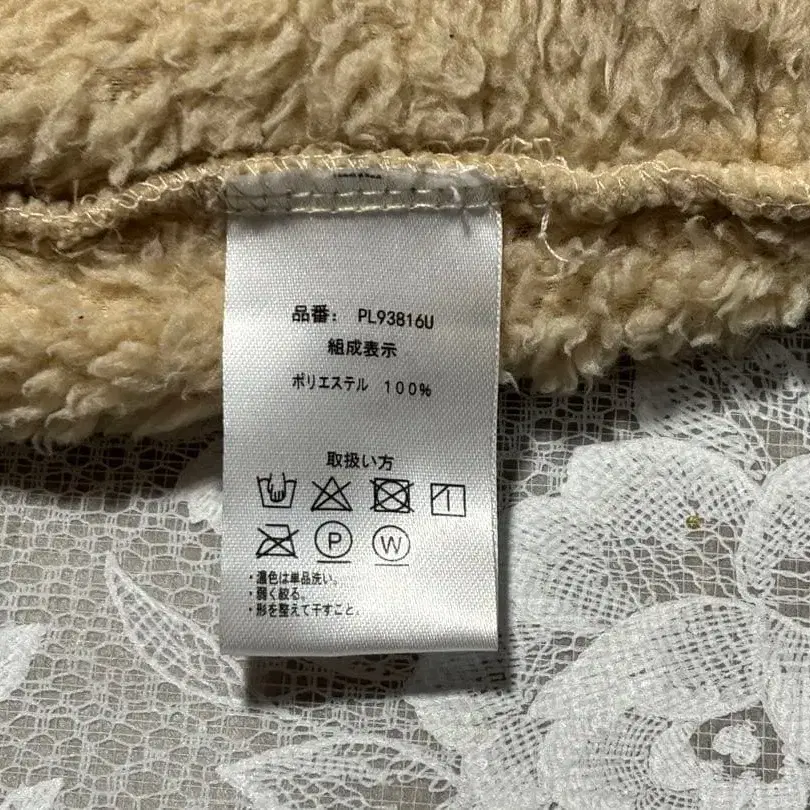 品番: PL93816U
組成表示
ポリエステル 100%
取扱い方
P W
・濃色は単品洗い。
・弱く絞る。
・形を整えて干すこと。